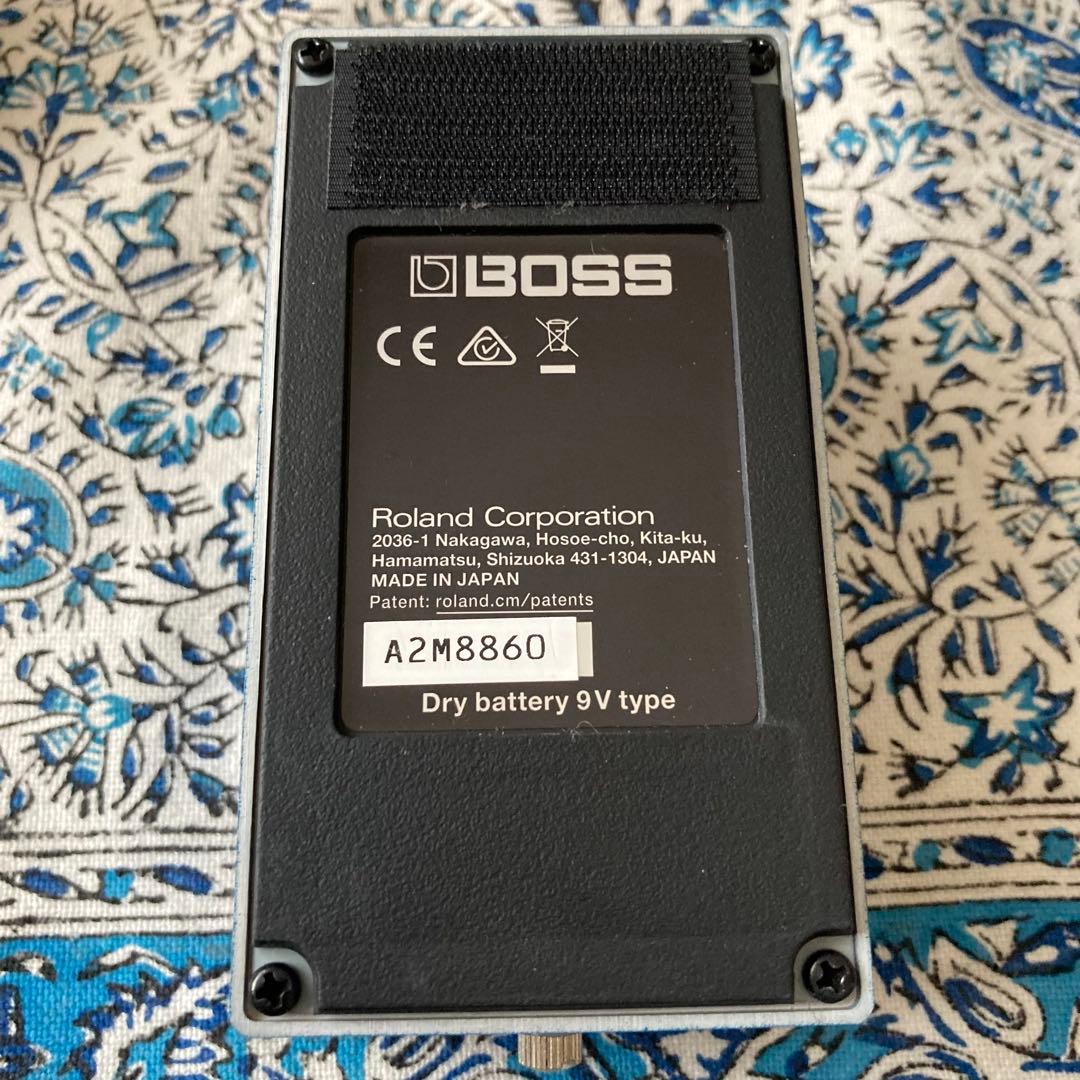 BOSS
CE
Roland Corporation
2036-1 Nakagawa, Hosoe-cho, Kita-ku,
Hamamatsu, Shizuoka 431-1304, JAPAN
MADE IN JAPAN
Patent: roland.cm/patents
A2M8860
Dry battery 9V type